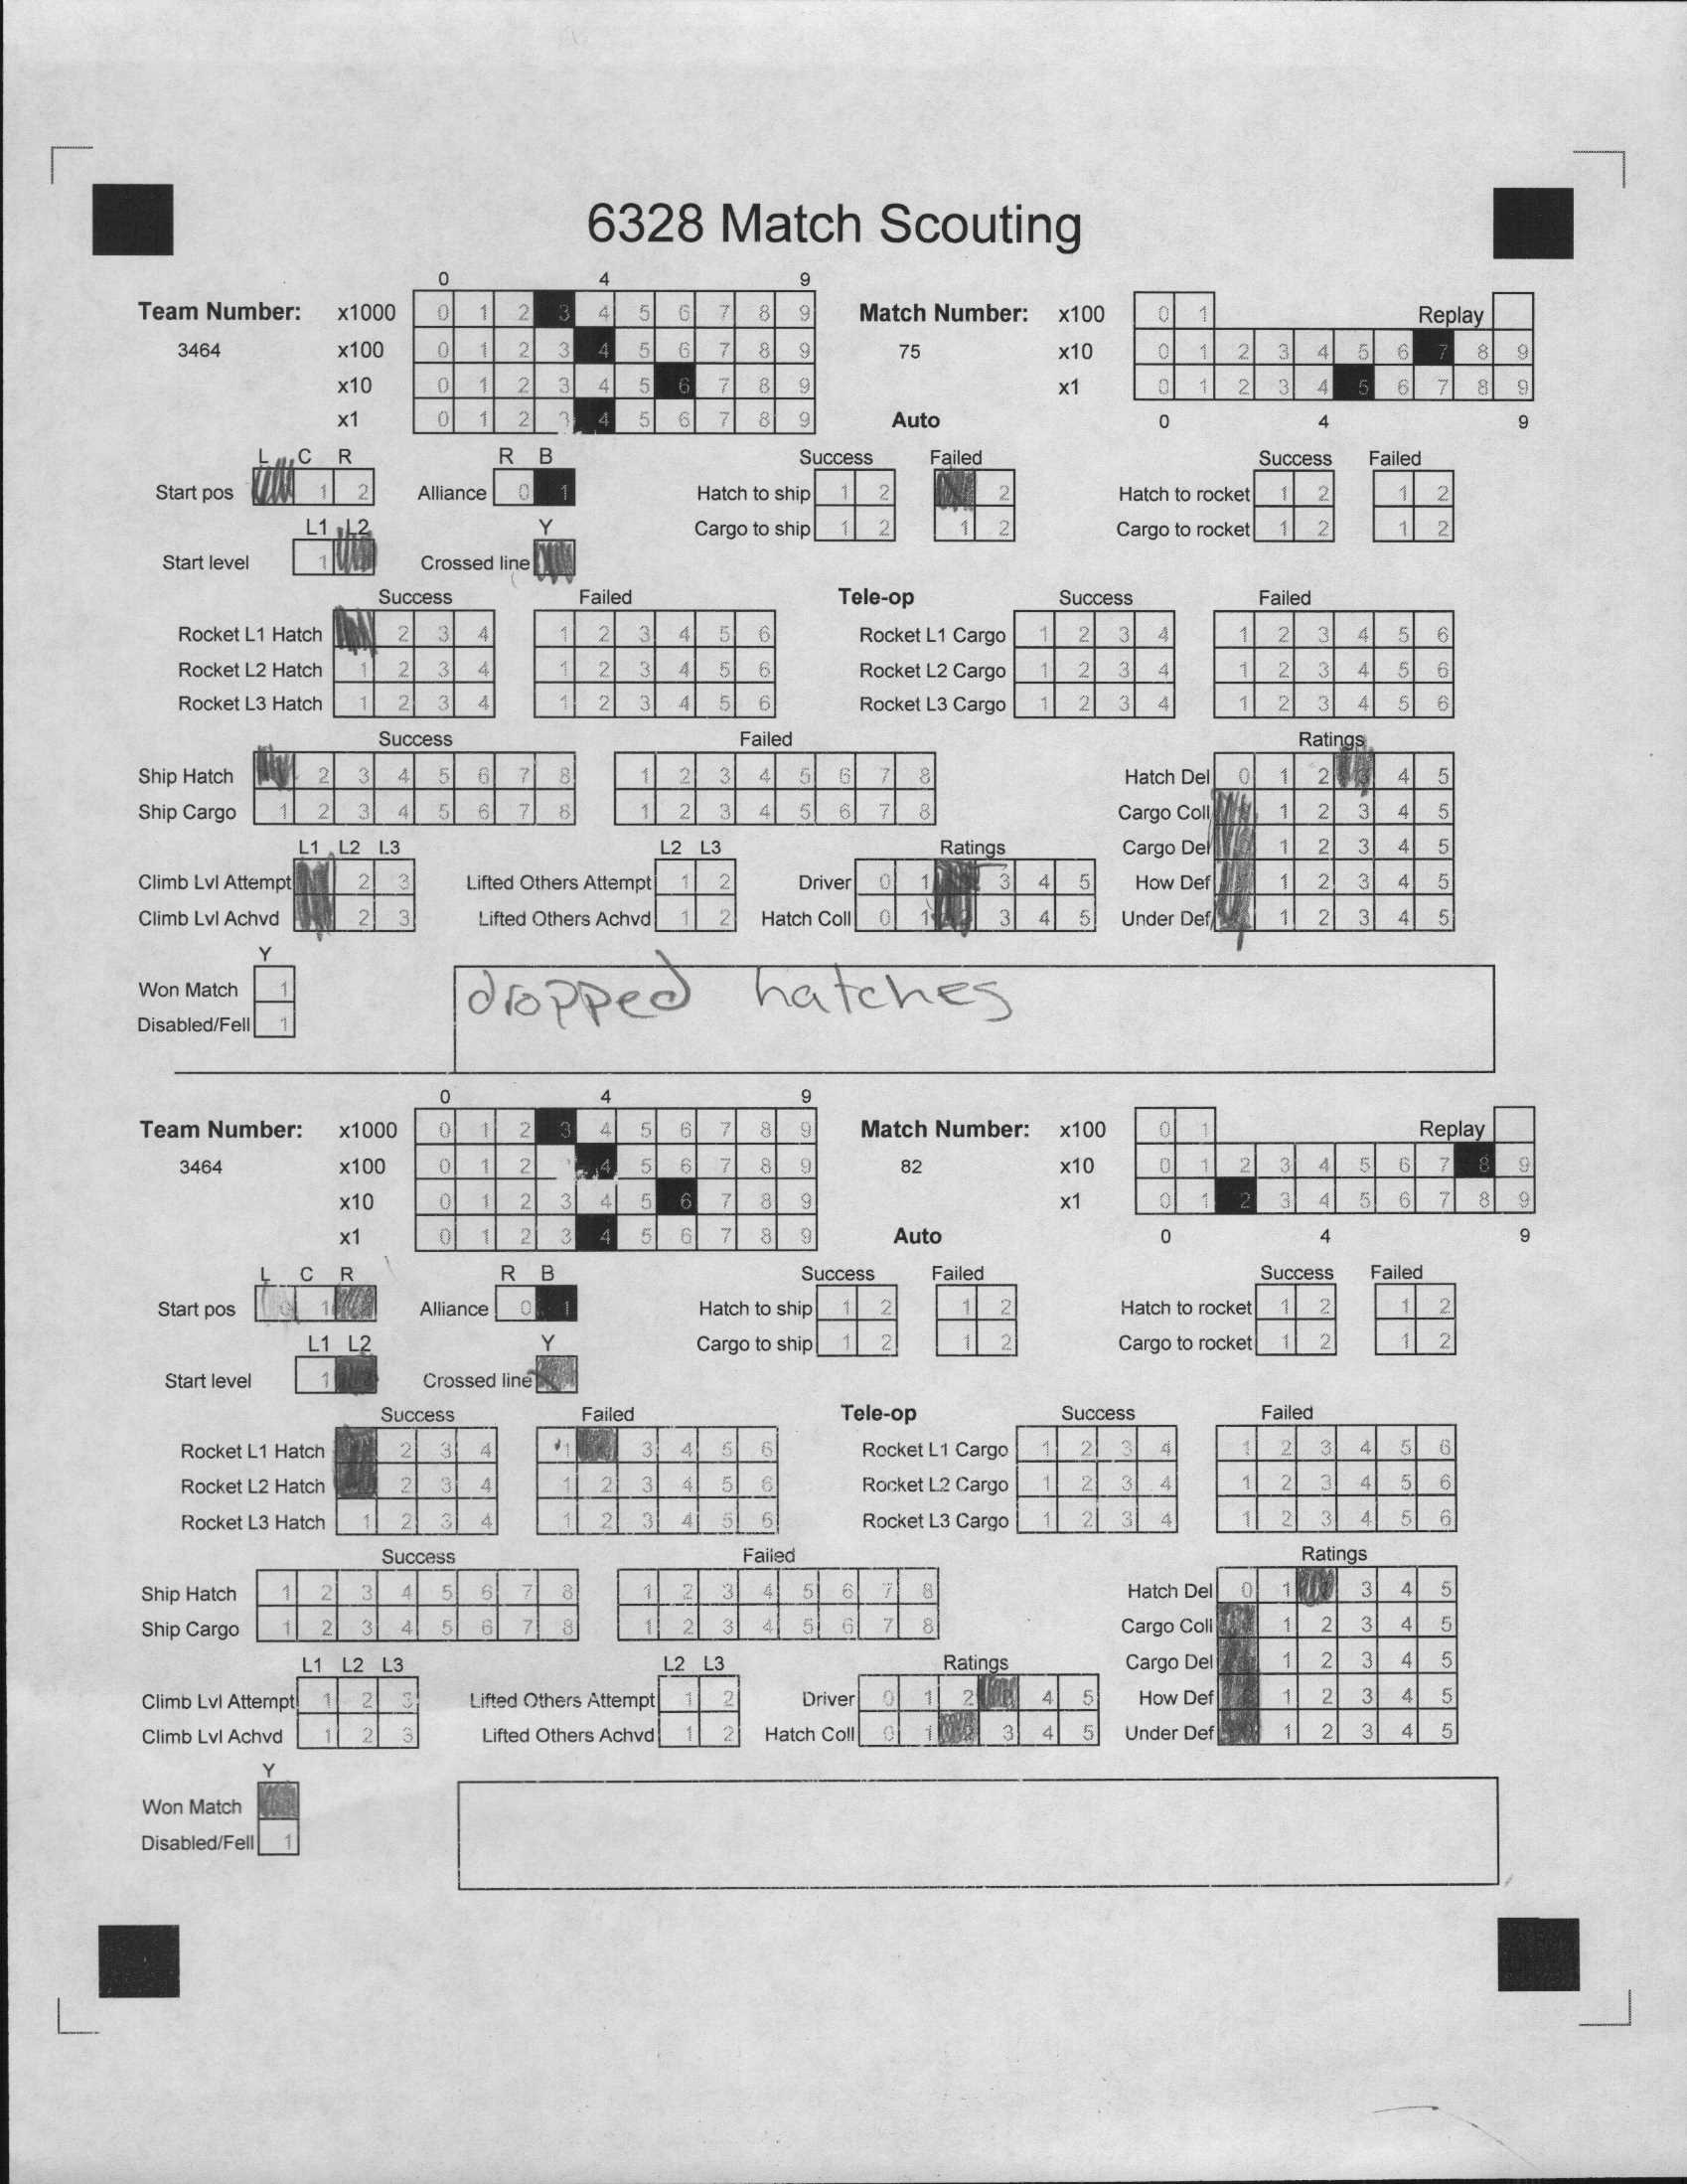 6328 Match Scouting
0 4 9
Team Number: x1000 0 1 2 3 4 5 6 7 8 9 Match Number: x100 0 1 Replay
3464 x100 0 1 2 3 4 5 6 7 8 9 75 x10 0 1 2 3 4 5 6 7 8 9
x10 0 1 2 3 4 5 6 7 8 9 x1 0 1 2 3 4 5 6 7 8 9
x1 0 1 2 3 4 5 6 7 8 9 Auto 0 4 9
L C R R B Success Failed Success Failed
Start pos 1 2 Alliance 0 1 Hatch to ship 1 2 2 Hatch to rocket 1 2 1 2
L1 L2 Y Cargo to ship 1 2 1 2 Cargo to rocket 1 2 1 2
Start level 1 Crossed line
Success Failed Tele-op Success Failed
Rocket L1 Hatch 2 3 4 1 2 3 4 5 6 Rocket L1 Cargo 1 2 3 4 1 2 3 4 5 6
Rocket L2 Hatch 1 2 3 4 1 2 3 4 5 6 Rocket L2 Cargo 1 2 3 4 1 2 3 4 5 6
Rocket L3 Hatch 1 2 3 4 1 2 3 4 5 6 Rocket L3 Cargo 1 2 3 4 1 2 3 4 5 6
Success Failed Ratings
Ship Hatch 2 3 4 5 6 7 8 1 2 3 4 5 6 7 8 Hatch Del 0 1 2 3 4 5
Ship Cargo 1 2 3 4 5 6 7 8 1 2 3 4 5 6 7 8 Cargo Coll 1 2 3 4 5
L1 L2 L3 L2 L3 Ratings Cargo Del 1 2 3 4 5
Climb Lvl Attempt 2 3 Lifted Others Attempt 1 2 Driver 0 1 3 4 5 How Def 1 2 3 4 5
Climb Lvl Achvd 2 3 Lifted Others Achvd 1 2 Hatch Coll 0 1 2 3 4 5 Under Def 1 2 3 4 5
Y
Won Match 1 dropped hatches
Disabled/Fell 1
0 4 9
Team Number: x1000 0 1 2 3 4 5 6 7 8 9 Match Number: x100 0 1 Replay
3464 x100 0 1 2 4 5 6 7 8 9 82 x10 0 1 2 3 4 5 6 7 8 9
x10 0 1 2 3 4 5 6 7 8 9 x1 0 1 2 3 4 5 6 7 8 9
x1 0 1 2 3 4 5 6 7 8 9 Auto 0 4 9
L C R R B Success Failed Success Failed
Start pos 0 1 Alliance 0 1 Hatch to ship 1 2 1 2 Hatch to rocket 1 2 1 2
L1 L2 Y Cargo to ship 1 2 1 2 Cargo to rocket 1 2 1 2
Start level 1 Crossed line
Success Failed Tele-op Success Failed
Rocket L1 Hatch 2 3 4 1 3 4 5 6 Rocket L1 Cargo 1 2 3 4 1 2 3 4 5 6
Rocket L2 Hatch 2 3 4 1 2 3 4 5 6 Rocket L2 Cargo 1 2 3 4 1 2 3 4 5 6
Rocket L3 Hatch 1 2 3 4 1 2 3 4 5 6 Rocket L3 Cargo 1 2 3 4 1 2 3 4 5 6
Success Failed Ratings
Ship Hatch 1 2 3 4 5 6 7 8 1 2 3 4 5 6 7 8 Hatch Del 0 1 3 4 5
Ship Cargo 1 2 3 4 5 6 7 8 1 2 3 4 5 6 7 8 Cargo Coll 1 2 3 4 5
L1 L2 L3 L2 L3 Ratings Cargo Del 1 2 3 4 5
Climb Lvl Attempt 1 2 3 Lifted Others Attempt 1 2 Driver 0 1 2 4 5 How Def 1 2 3 4 5
Climb Lvl Achvd 1 2 3 Lifted Others Achvd 1 2 Hatch Coll 0 1 2 3 4 5 Under Def 1 2 3 4 5
Y
Won Match
Disabled/Fell 1